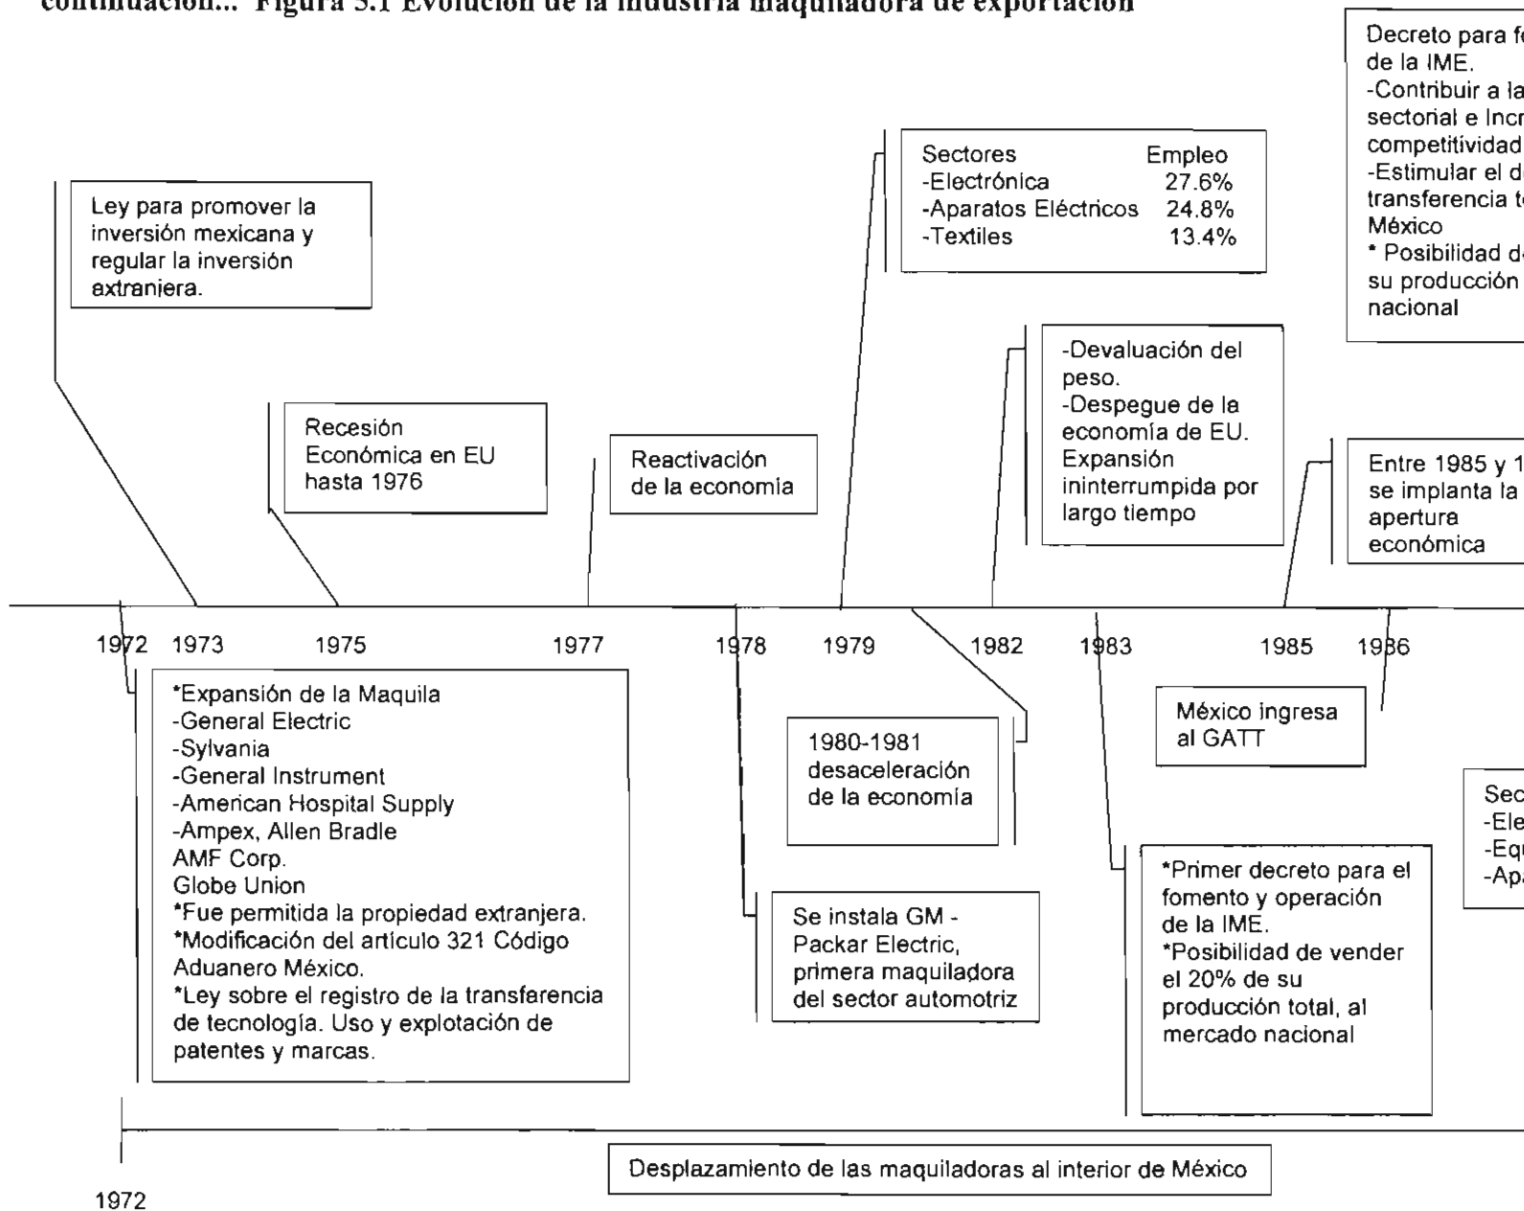 continuación... Figura 5.1 Evolución de la industria maquiladora de exportación
Decreto para
de la IME.
-Contribuir a la
sectorial e
competitividad
-Estimular el
transferencia
México
* Posibilidad
su producción
nacional
Sectores Empleo
-Electrónica 27.6%
-Aparatos Eléctricos 24.8%
-Textiles 13.4%
Ley para promover la
inversión mexicana y
regular la inversión
extranjera.
-Devaluación del
peso.
-Despegue de la
economía de EU.
Expansión
ininterrumpida por
largo tiempo
Recesión
Económica en EU
hasta 1976
Reactivación
de la economía
Entre 1985 y
se implanta la
apertura
económica
1972 1973 1975 1977 1978 1979 1982 1983 1985 1986
*Expansión de la Maquila
-General Electric
-Sylvania
-General Instrument
-American Hospital Supply
-Ampex, Allen Bradle
AMF Corp.
Globe Union
*Fue permitida la propiedad extranjera.
*Modificación del artículo 321 Código
Aduanero México.
*Ley sobre el registro de la transferencia
de tecnología. Uso y explotación de
patentes y marcas.
1980-1981
desaceleración
de la economía
México ingresa
al GATT
Se instala GM -
Packar Electric,
primera maquiladora
del sector automotriz
*Primer decreto para el
fomento y operación
de la IME.
*Posibilidad de vender
el 20% de su
producción total, al
mercado nacional
Desplazamiento de las maquiladoras al interior de México
1972